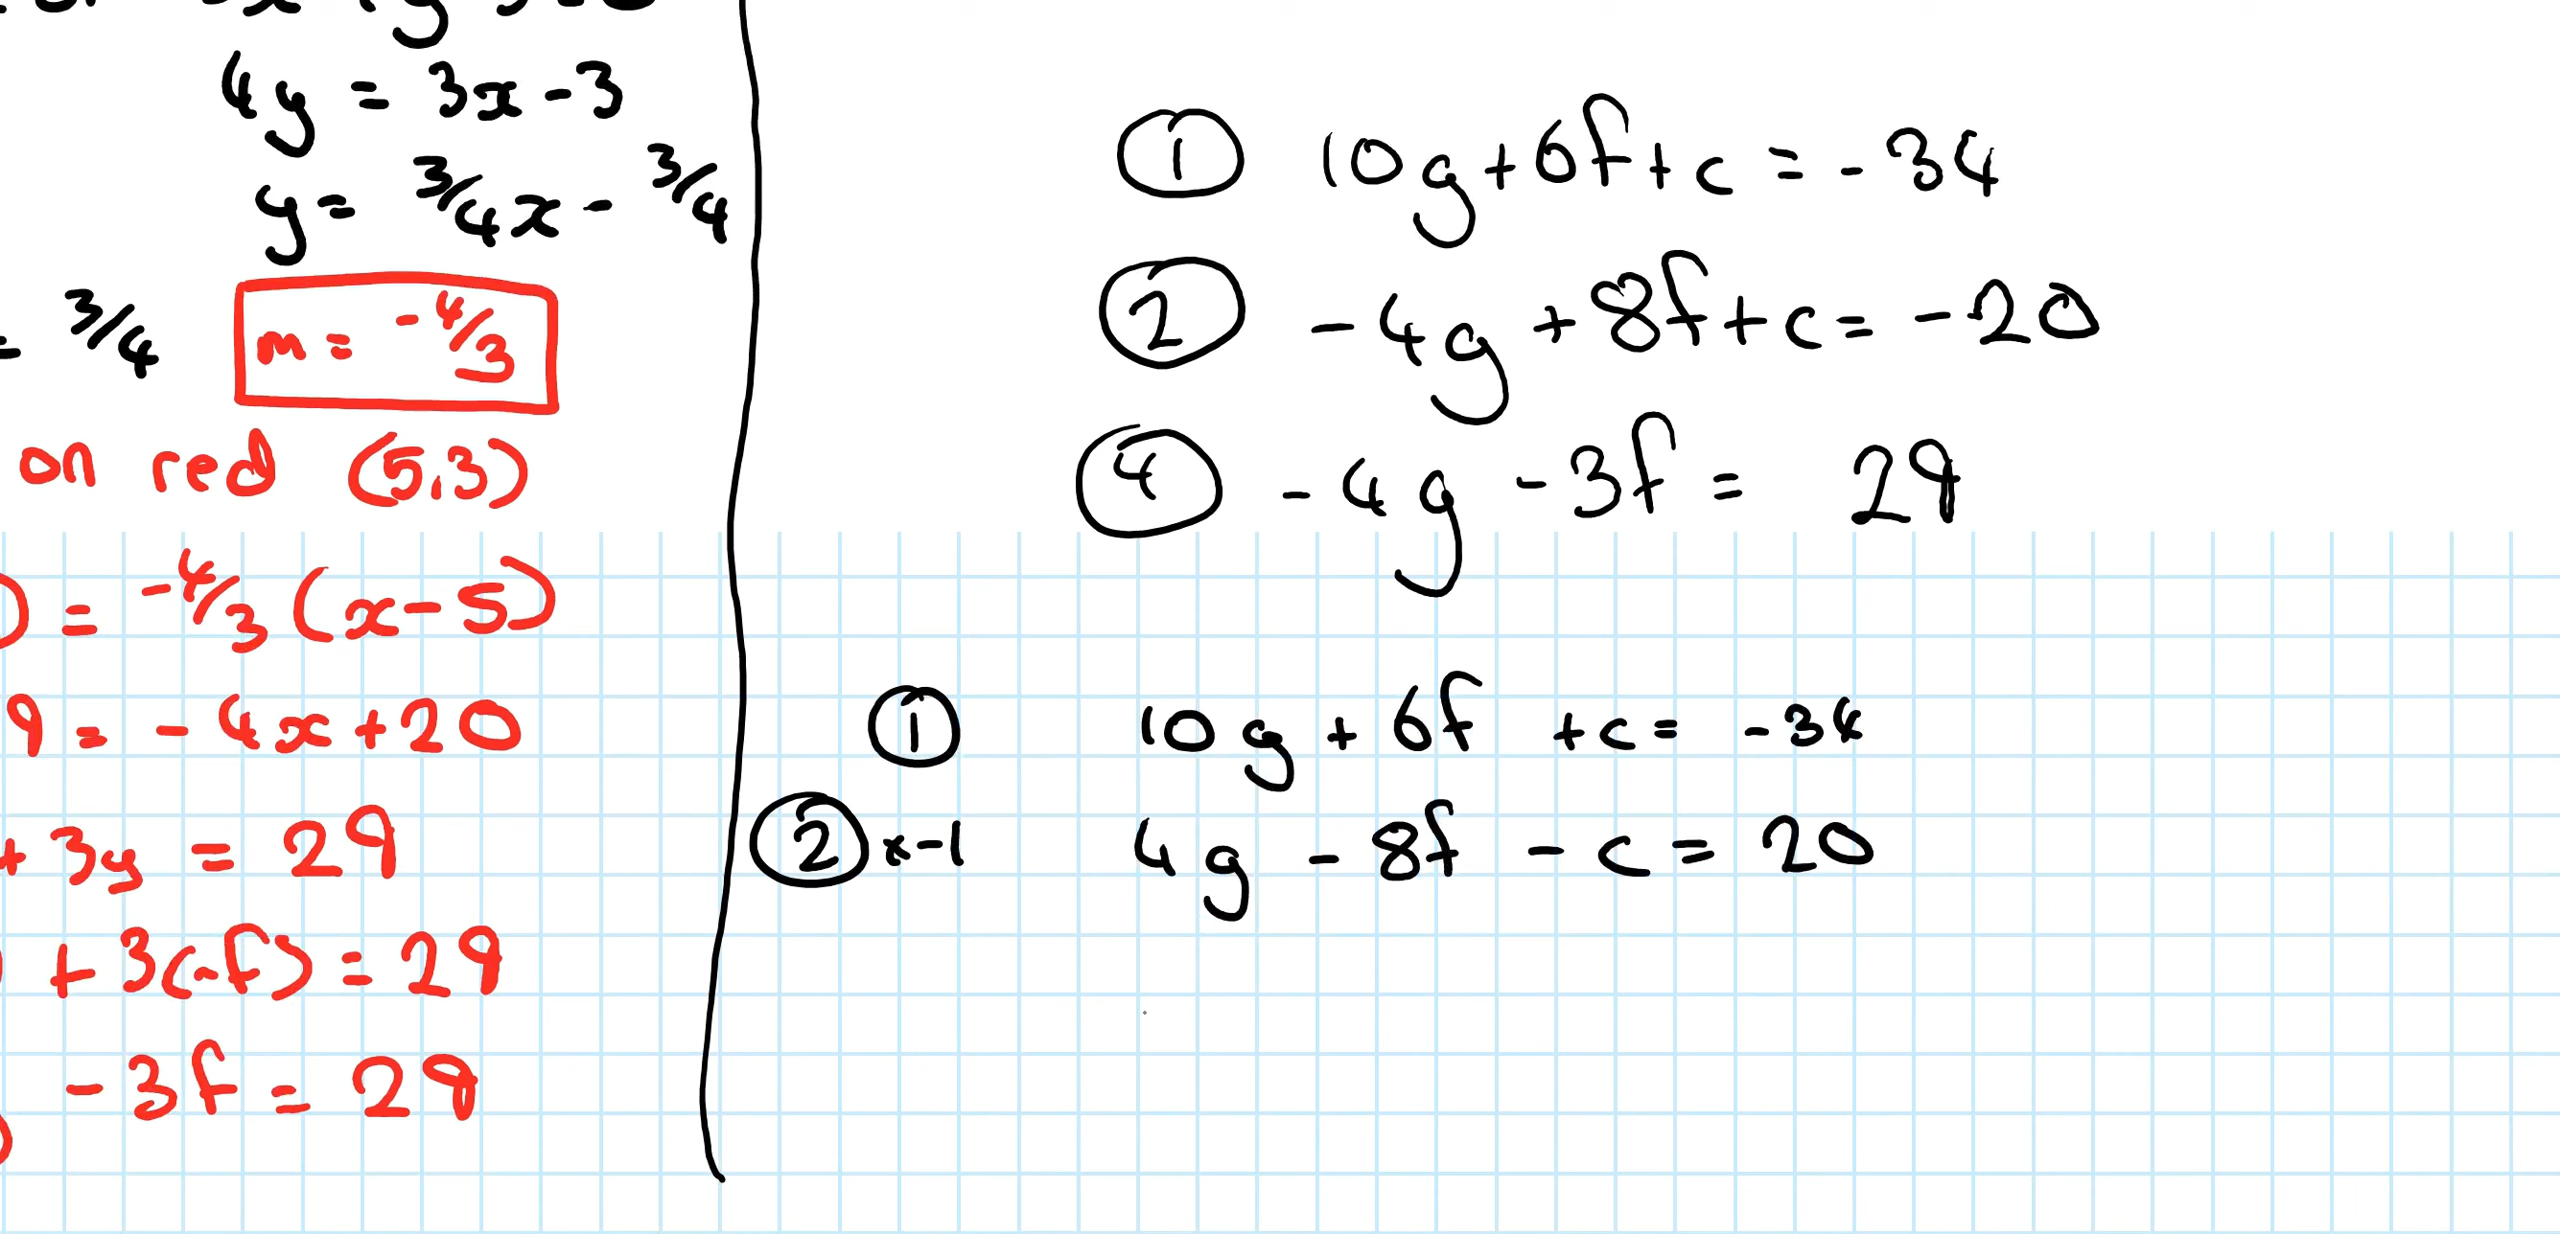 4y = 3x - 3
y = 3/4x - 3/4
= 3/4
m = -4/3
on red (5,3)
) = -4/3 (x - 5)
9 = -4x + 20
+ 3y = 29
) + 3(-f) = 29
- 3f = 29
① 10g + 6f + c = -34
② -4g + 8f + c = -20
④ -4g - 3f = 29
① 10g + 6f + c = -34
② x-1 4g - 8f - c = 20